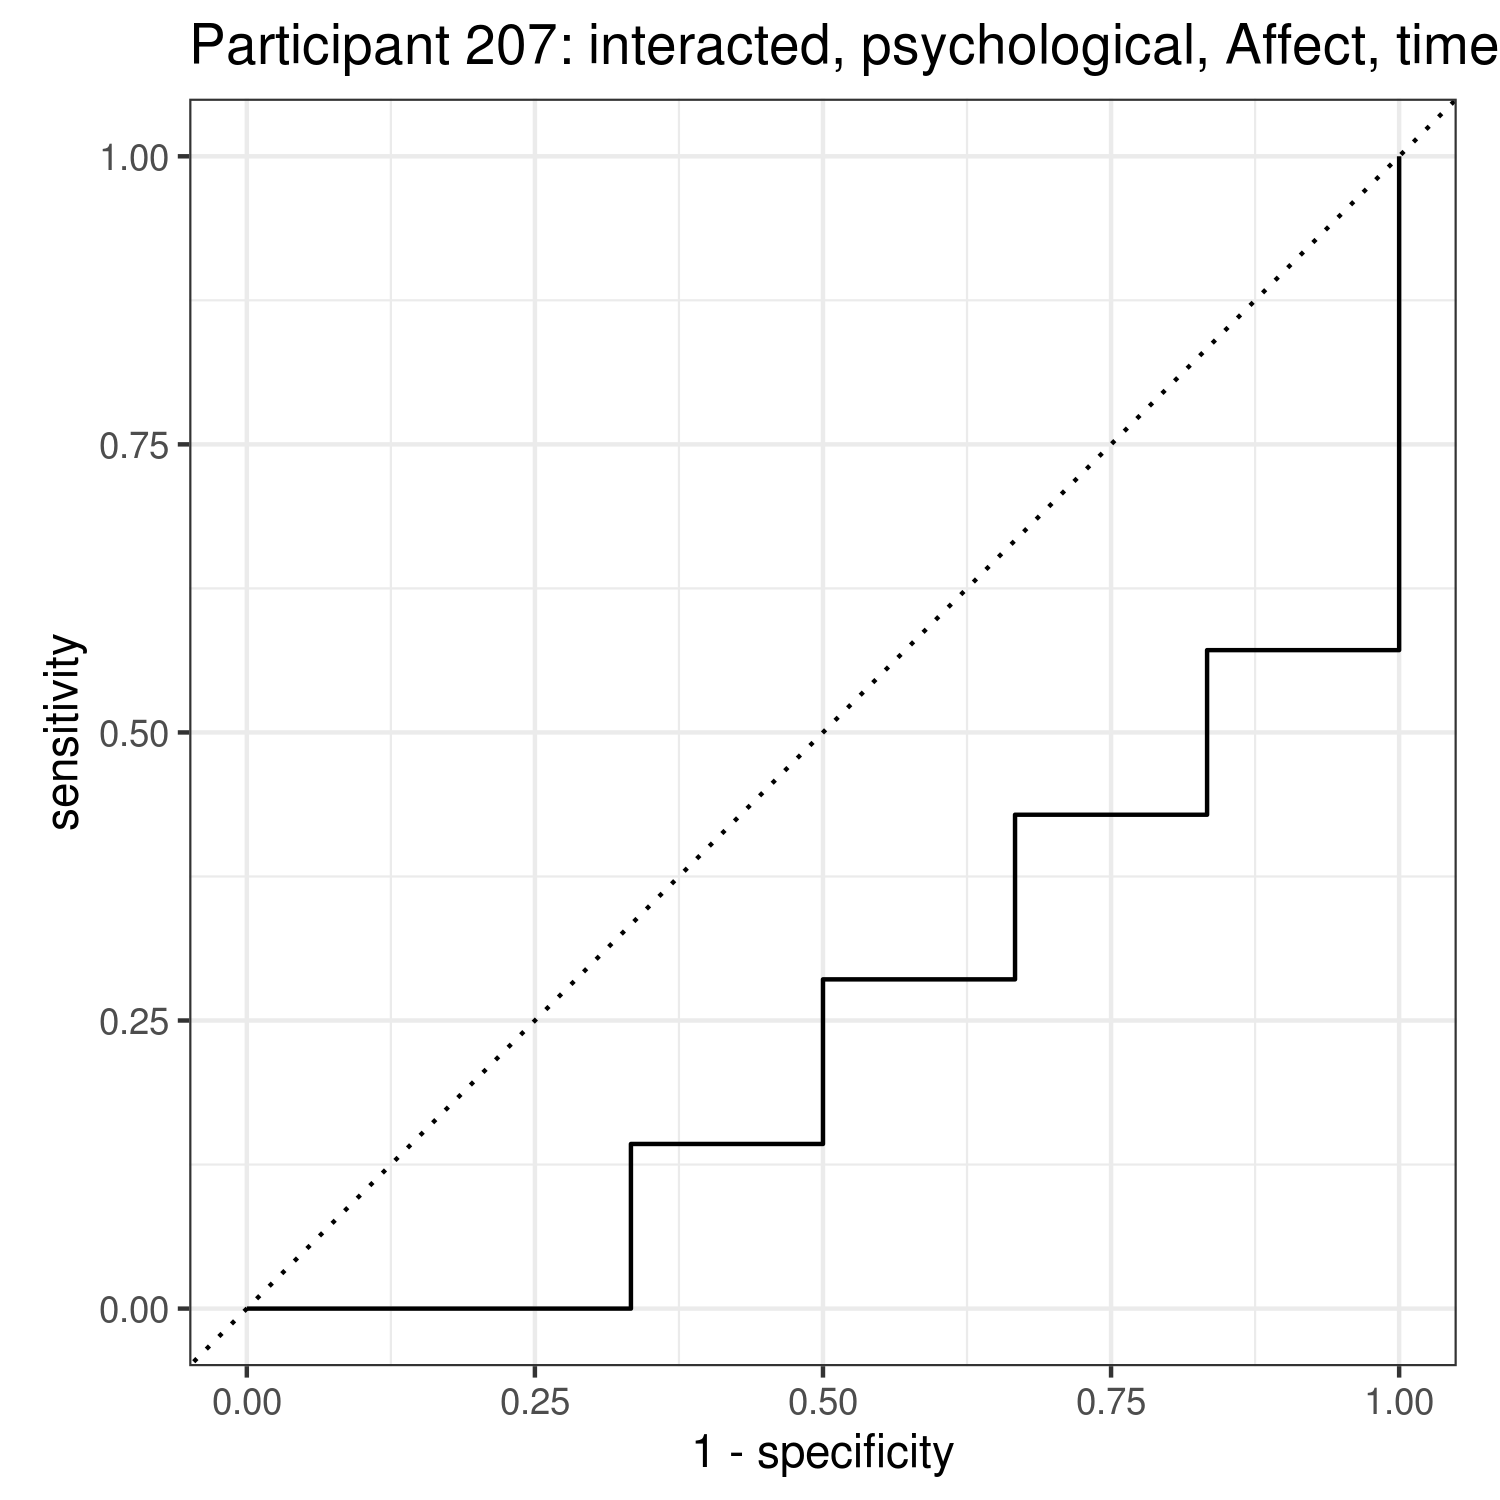 Participant 207: interacted, psychological, Affect, time
1.00
0.75
0.50
0.25
0.00
sensitivity
0.00 0.25 0.50 0.75 1.00
1 - specificity